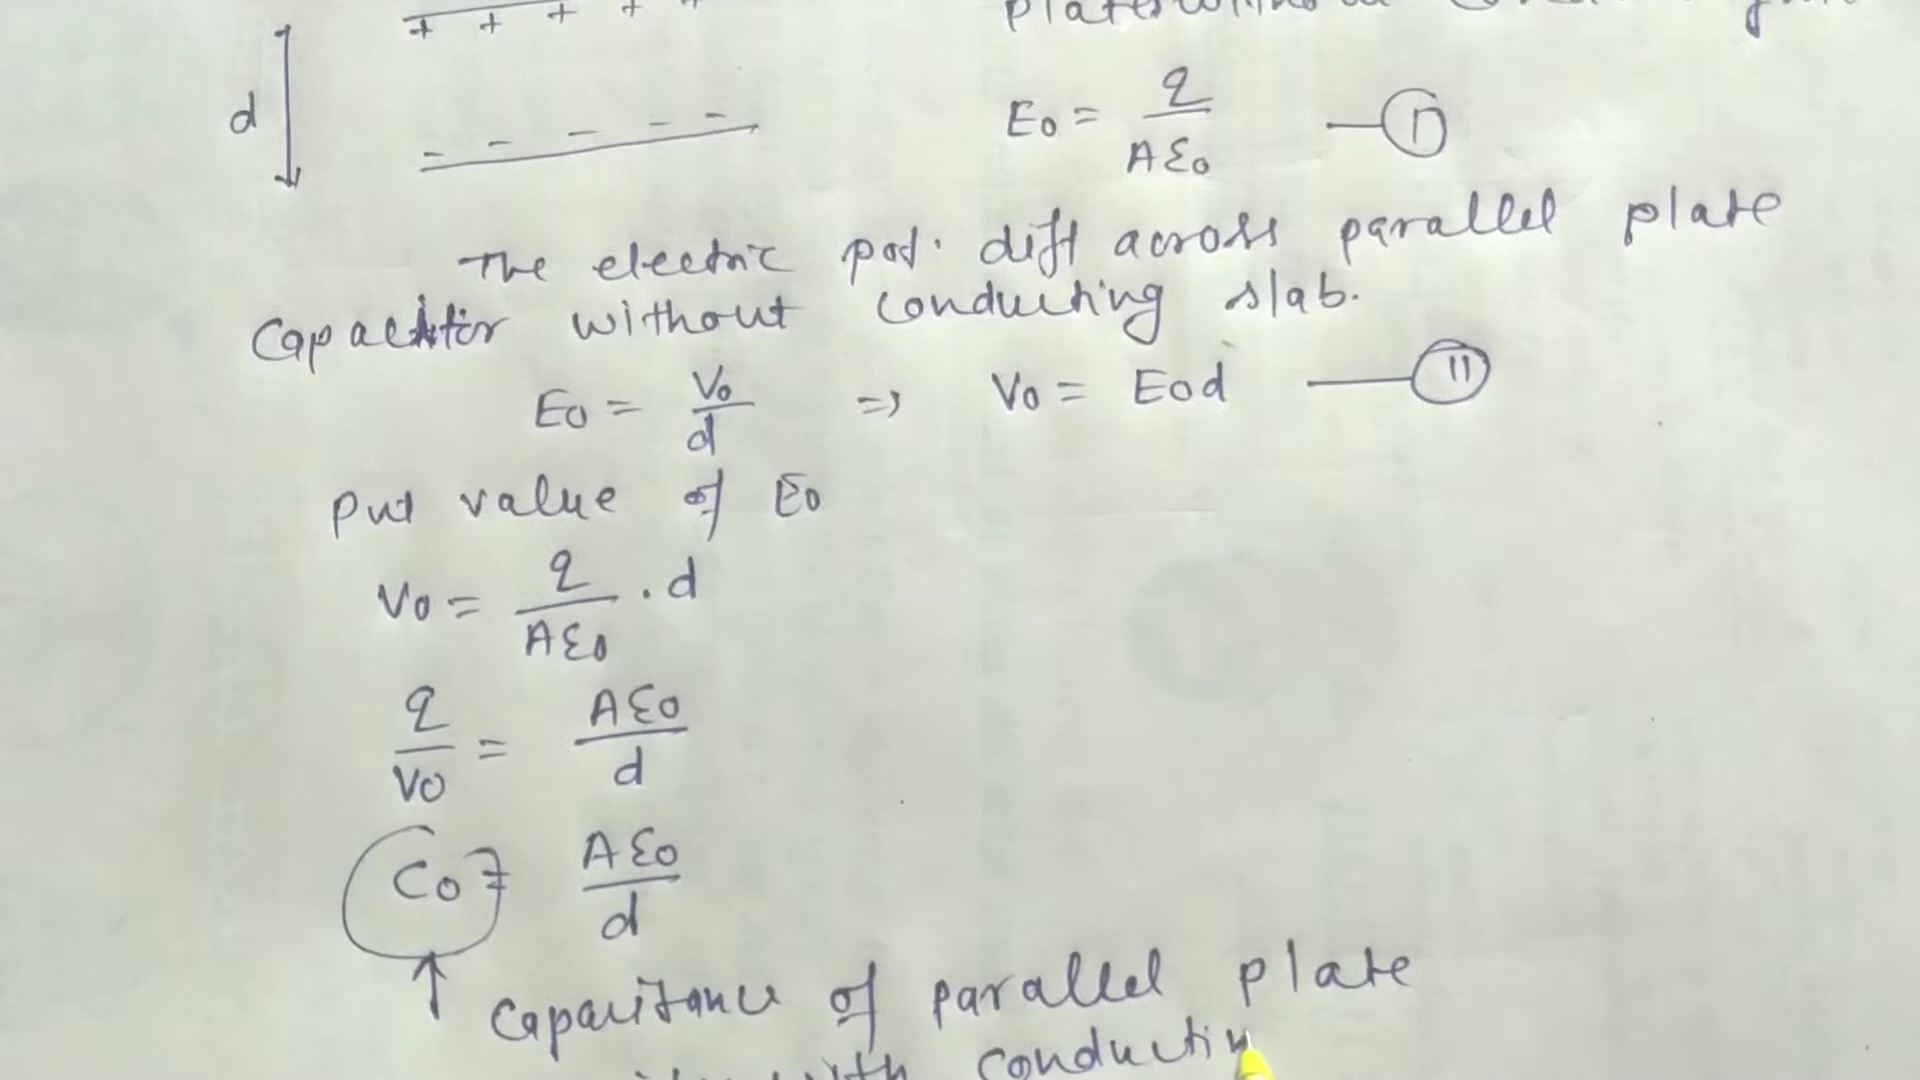 + + + + +
d
E0 = q / Aε0 — (I)
- - - - -
The electric pot. diff across parallel plate
Capacitor without conducting slab.
E0 = V0 / d => V0 = E0d — (II)
Put value of E0
V0 = q / Aε0 . d
q / V0 = Aε0 / d
C0 = Aε0 / d
↑ Capacitance of parallel plate
with conductin